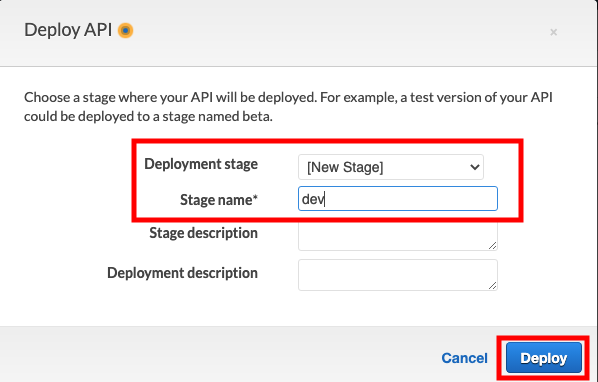 Deploy API
×
Choose a stage where your API will be deployed. For example, a test version of your API
could be deployed to a stage named beta.
Deployment stage [New Stage]
Stage name* dev
Stage description
Deployment description
Cancel Deploy